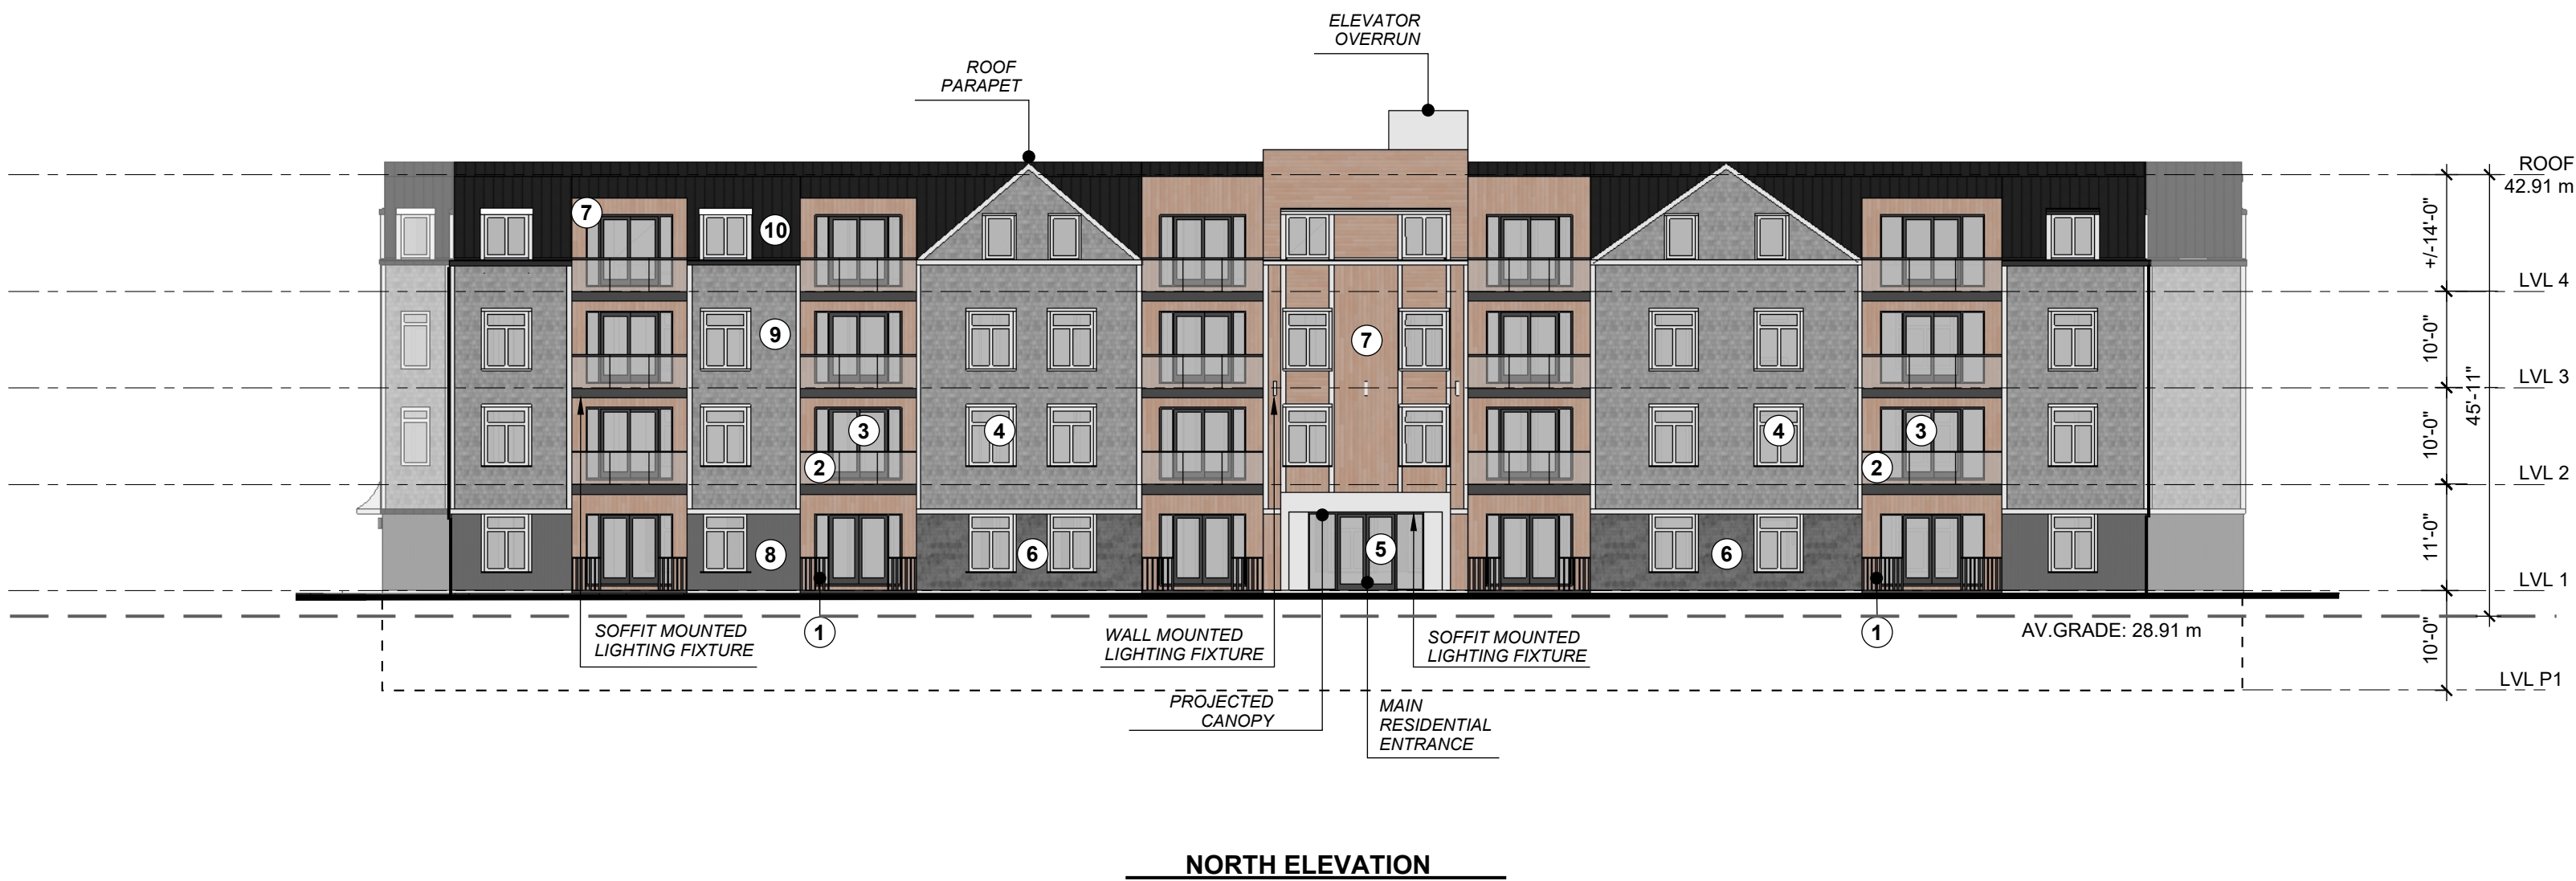 ELEVATOR
OVERRUN
ROOF
PARAPET
ROOF
42.91 m
7
10
+/-14'-0"
LVL 4
9
7
10'-0"
LVL 3
3
4
4
3
45'-11"
2
2
10'-0"
LVL 2
8
6
5
6
11'-0"
LVL 1
1
SOFFIT MOUNTED
LIGHTING FIXTURE
WALL MOUNTED
LIGHTING FIXTURE
SOFFIT MOUNTED
LIGHTING FIXTURE
1
AV.GRADE: 28.91 m
10'-0"
LVL P1
PROJECTED
CANOPY
MAIN
RESIDENTIAL
ENTRANCE
NORTH ELEVATION